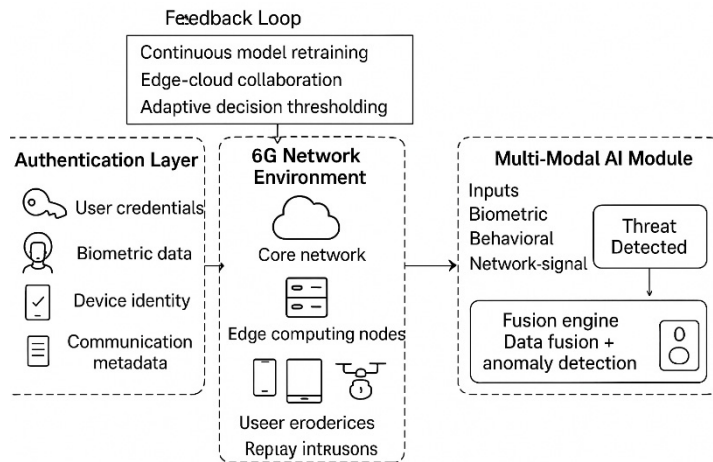 Feedback Loop
Continuous model retraining
Edge-cloud collaboration
Adaptive decision thresholding
Authentication Layer
User credentials
Biometric data
Device identity
Communication
metadata
6G Network
Environment
Core network
Edge computing nodes
Useer eroderices
Replay intrusons
Multi-Modal AI Module
Inputs
Biometric
Behavioral
Network-signal
Threat
Detected
Fusion engine
Data fusion +
anomaly detection